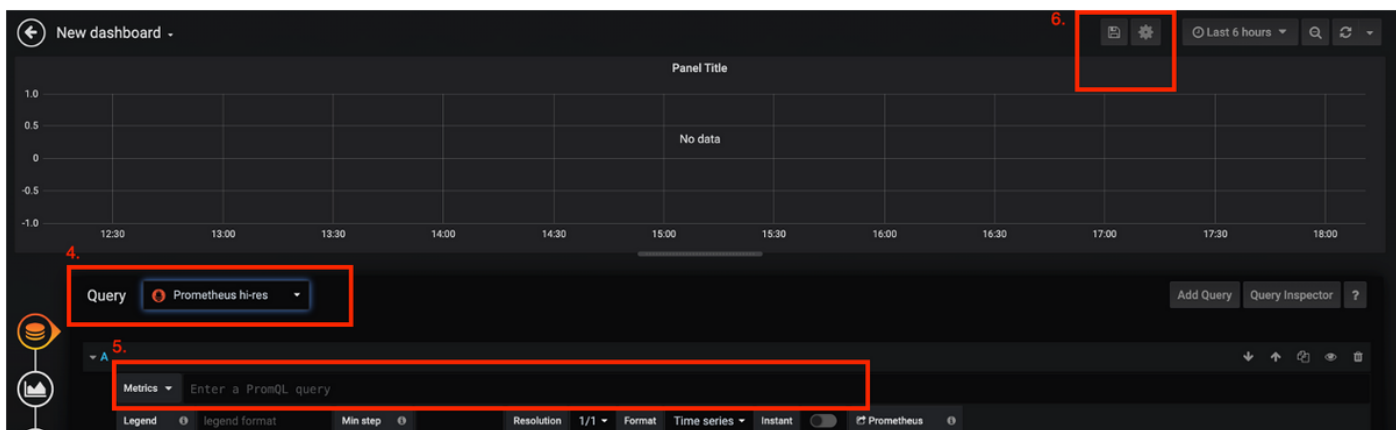 6.
New dashboard
Last 6 hours
Panel Title
1.0
0.5
No data
0
-0.5
-1.0
12:30 13:00 13:30 14:00 14:30 15:00 15:30 16:00 16:30 17:00 17:30 18:00
4.
Query Prometheus hi-res Add Query Query Inspector ?
5.
A
Metrics Enter a PromQL query
Legend legend format Min step Resolution 1/1 Format Time series Instant Prometheus